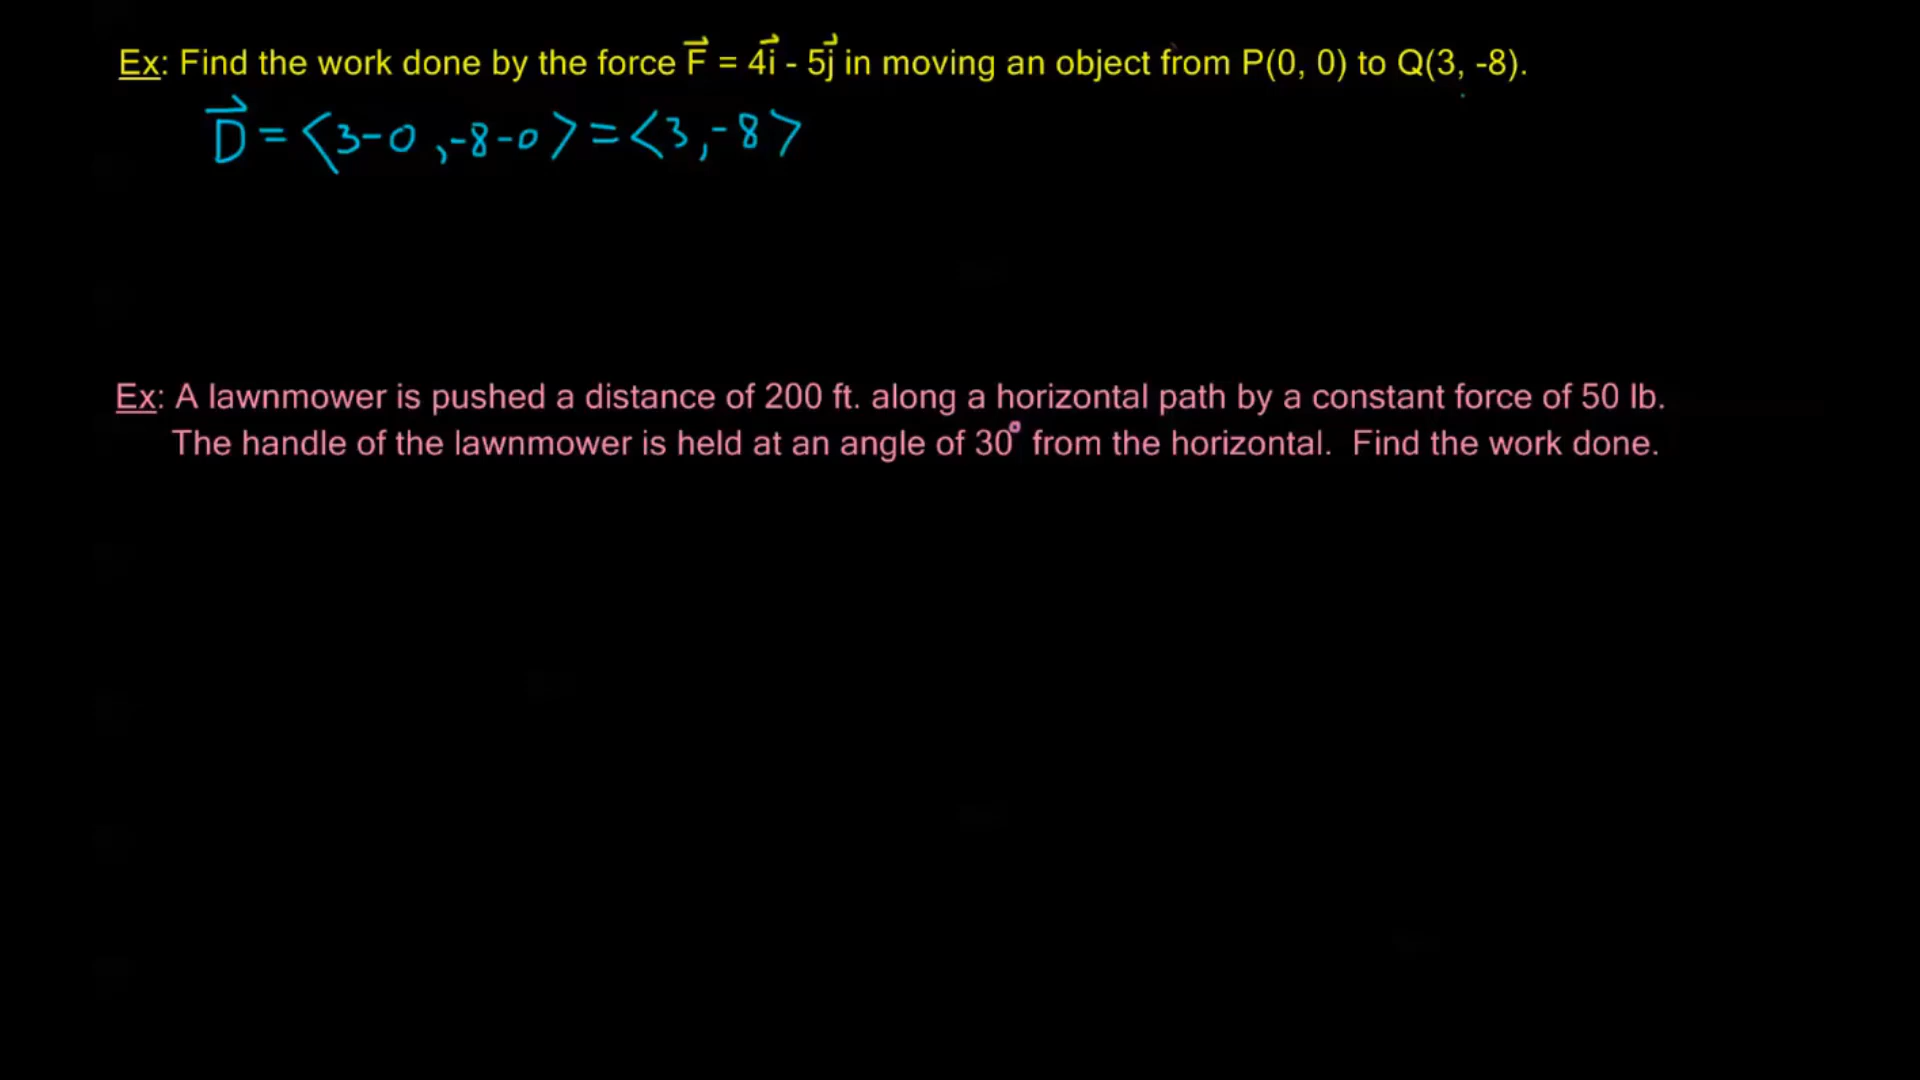 Ex: Find the work done by the force F⃗ = 4i⃗ - 5j⃗ in moving an object from P(0, 0) to Q(3, -8).
D⃗ = ⟨3-0, -8-0⟩ = ⟨3, -8⟩
Ex: A lawnmower is pushed a distance of 200 ft. along a horizontal path by a constant force of 50 lb.
The handle of the lawnmower is held at an angle of 30° from the horizontal. Find the work done.